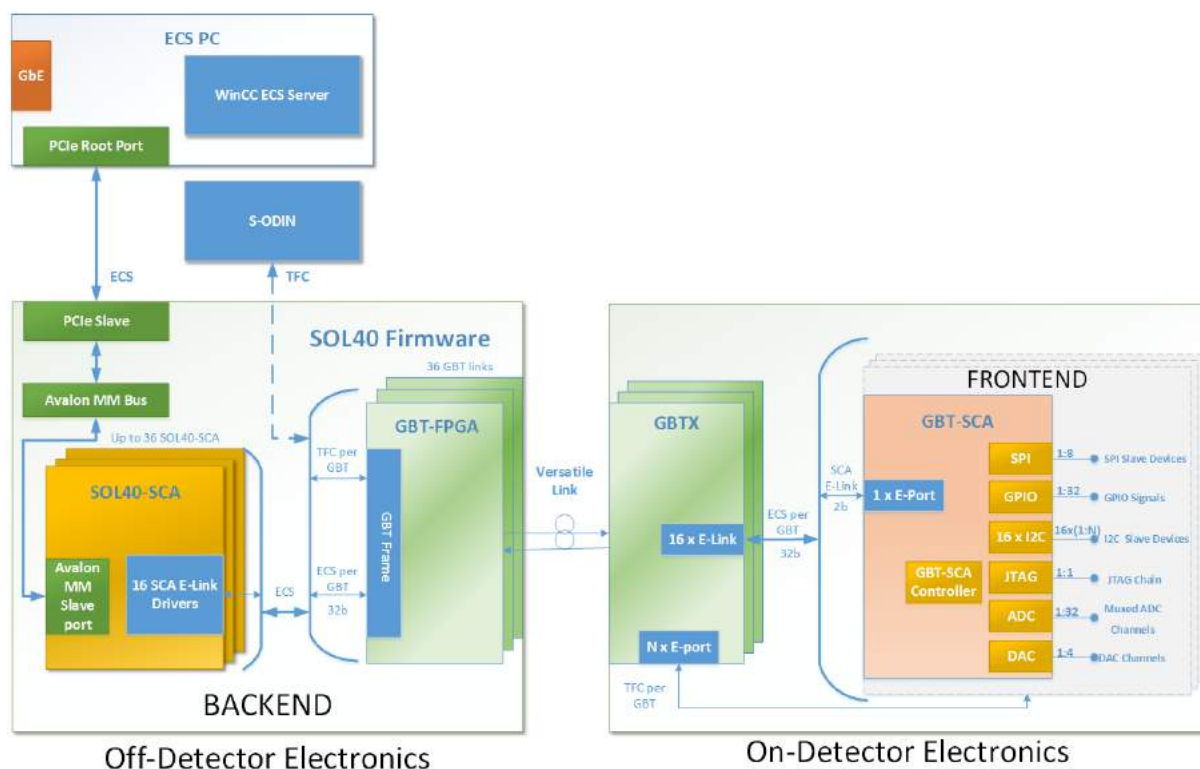 ECS PC
GbE
WinCC ECS Server
PCIe Root Port
S-ODIN
ECS
TFC
PCIe Slave
SOL40 Firmware
36 GBT links
Avalon MM Bus
Up to 36 SOL40-SCA
SOL40-SCA
Avalon
MM
Slave
port
16 SCA E-Link
Drivers
ECS
TFC per
GBT
ECS per
GBT
32b
GBT-FPGA
GBT Frame
BACKEND
Off-Detector Electronics
Versatile
Link
GBTX
16 x E-Link
N x E-port
TFC per
GBT
ECS per
GBT
32b
SCA
E-Link
2b
FRONTEND
GBT-SCA
1 x E-Port
GBT-SCA
Controller
SPI
1:8
SPI Slave Devices
GPIO
1:32
GPIO Signals
16 x I2C
16x(1:N)
I2C Slave Devices
JTAG
1:1
JTAG Chain
ADC
1:32
Muxed ADC
Channels
DAC
1:4
DAC Channels
On-Detector Electronics